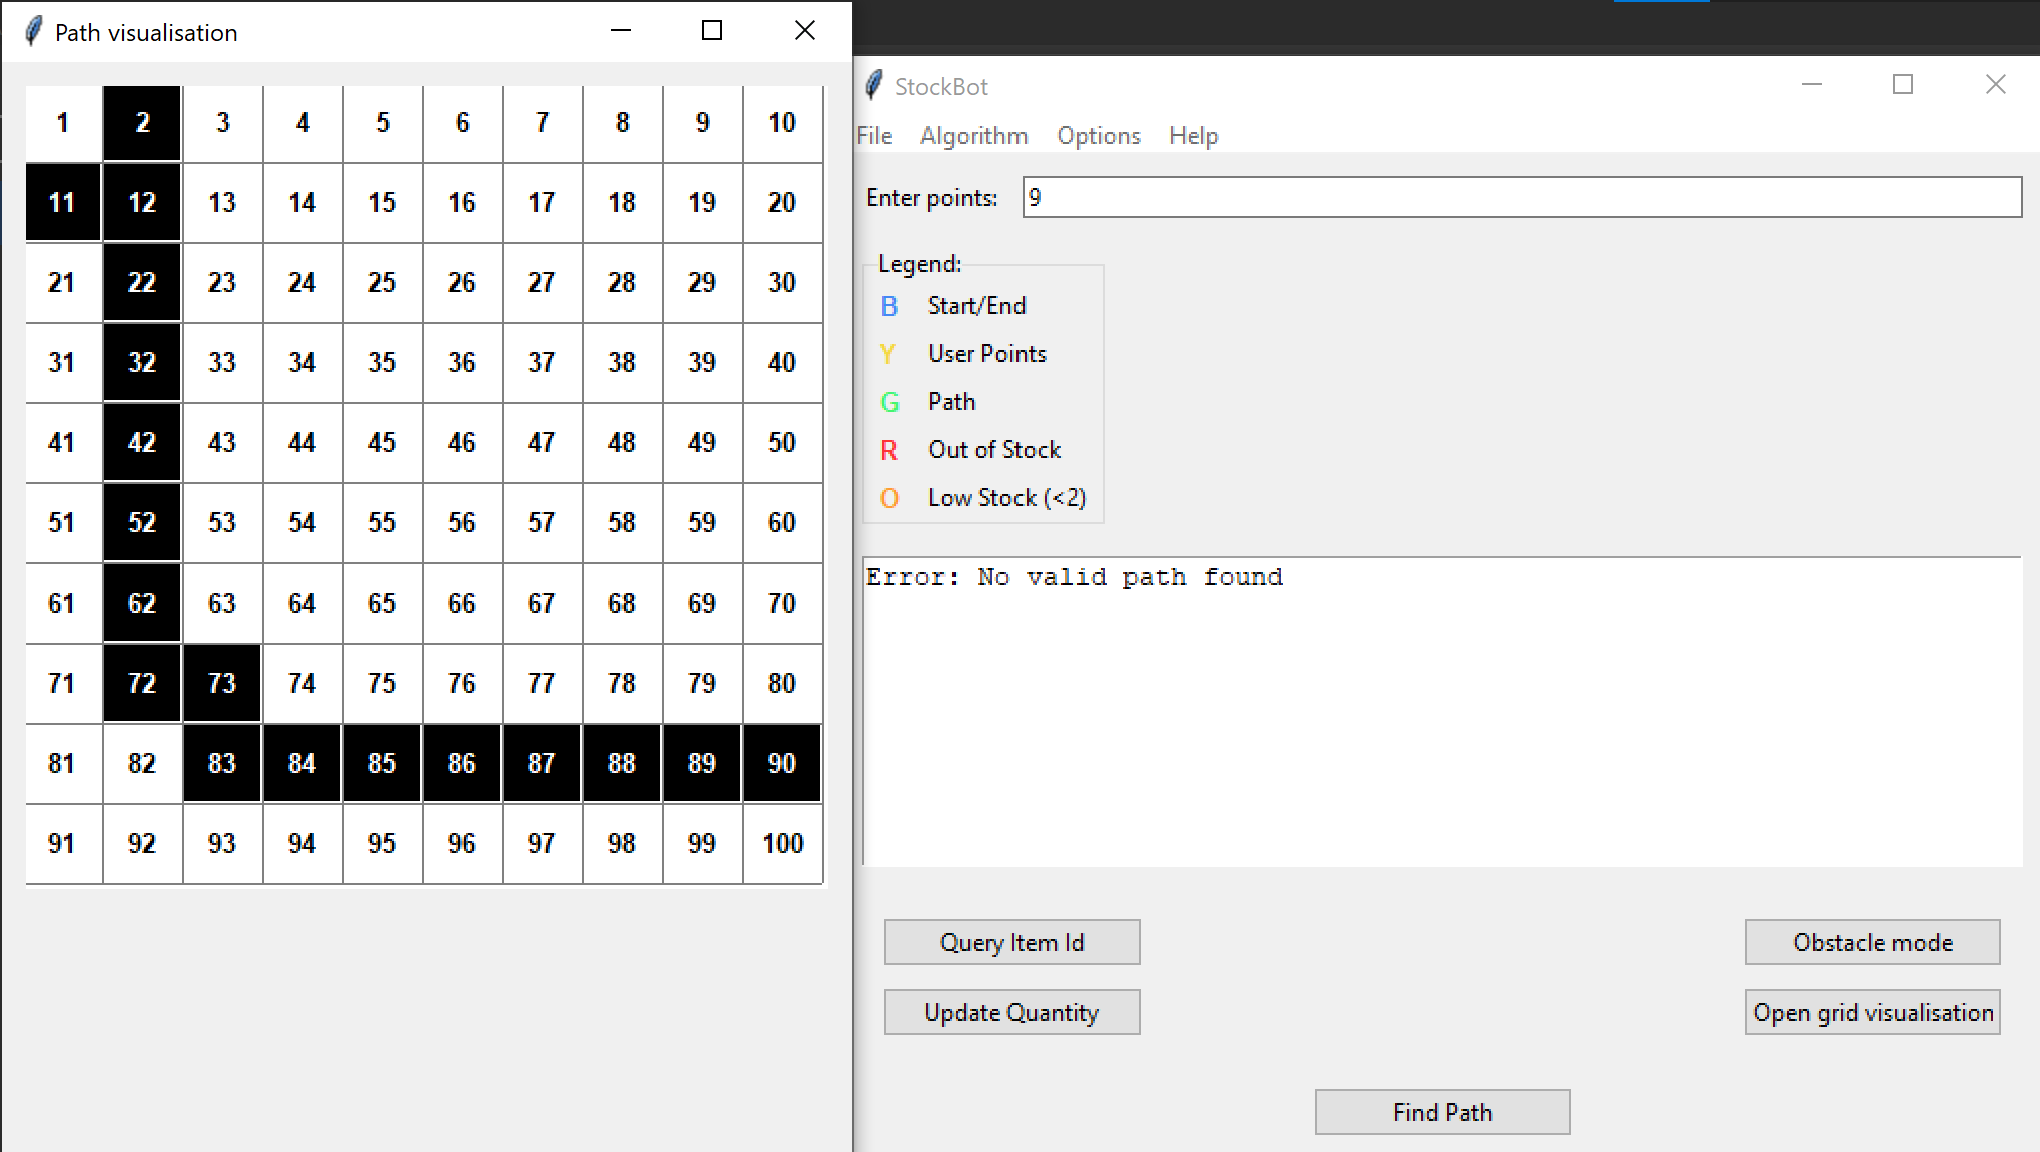 Path visualisation
1 2 3 4 5 6 7 8 9 10
11 12 13 14 15 16 17 18 19 20
21 22 23 24 25 26 27 28 29 30
31 32 33 34 35 36 37 38 39 40
41 42 43 44 45 46 47 48 49 50
51 52 53 54 55 56 57 58 59 60
61 62 63 64 65 66 67 68 69 70
71 72 73 74 75 76 77 78 79 80
81 82 83 84 85 86 87 88 89 90
91 92 93 94 95 96 97 98 99 100
StockBot
File Algorithm Options Help
Enter points: 9
Legend:
B Start/End
Y User Points
G Path
R Out of Stock
O Low Stock (<2)
Error: No valid path found
Query Item Id Obstacle mode
Update Quantity Open grid visualisation
Find Path